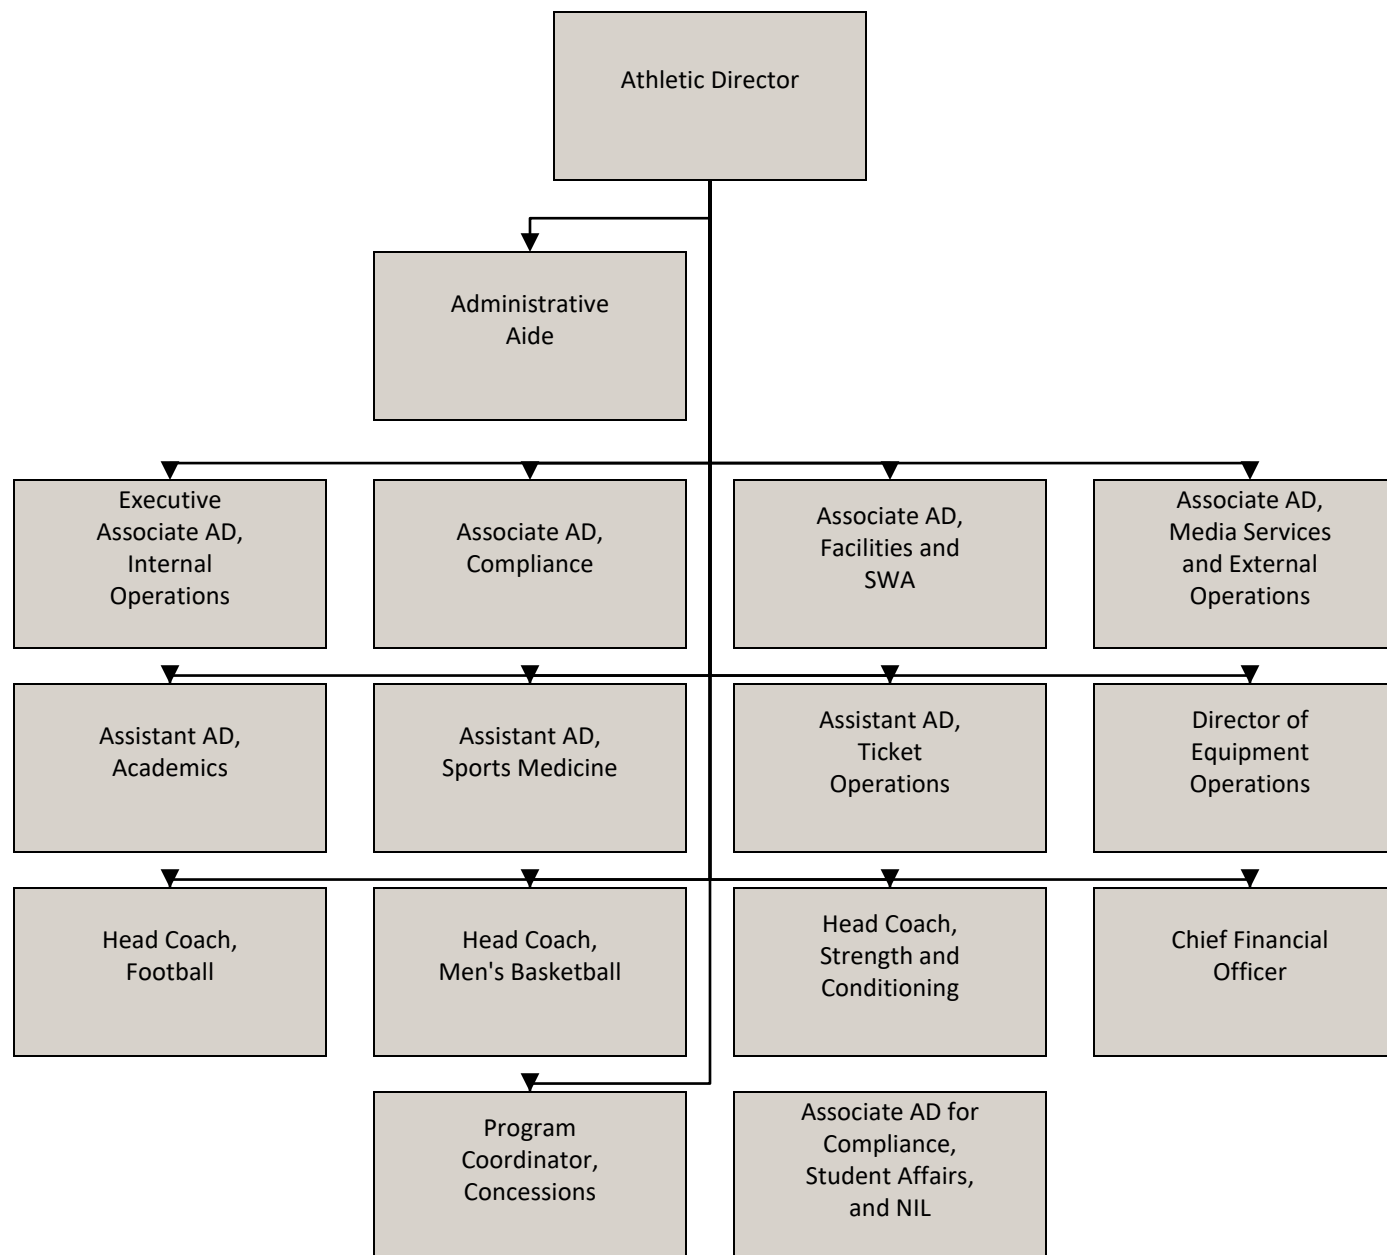 Athletic Director
Administrative
Aide
Executive
Associate AD,
Internal
Operations
Associate AD,
Compliance
Associate AD,
Facilities and
SWA
Associate AD,
Media Services
and External
Operations
Assistant AD,
Academics
Assistant AD,
Sports Medicine
Assistant AD,
Ticket
Operations
Director of
Equipment
Operations
Head Coach,
Football
Head Coach,
Men's Basketball
Head Coach,
Strength and
Conditioning
Chief Financial
Officer
Program
Coordinator,
Concessions
Associate AD for
Compliance,
Student Affairs,
and NIL